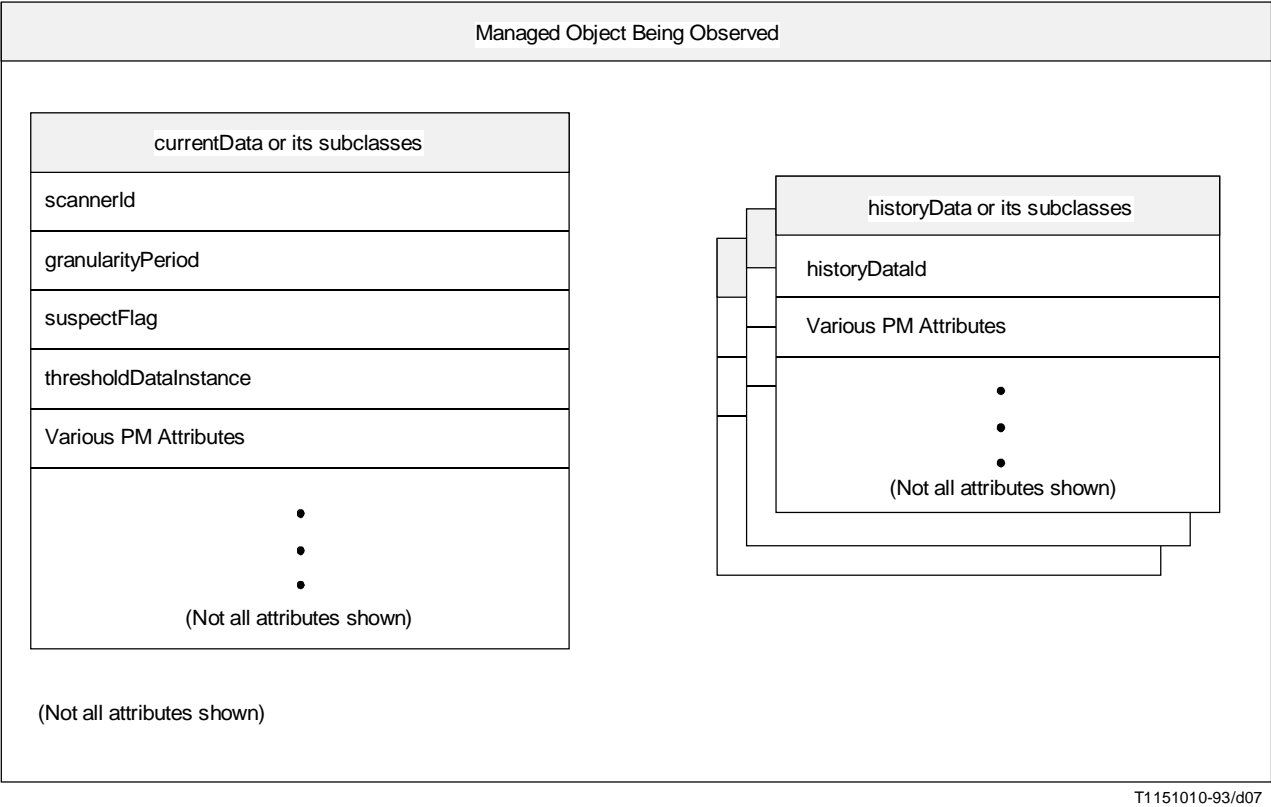 Managed Object Being Observed
currentData or its subclasses
scannerId
granularityPeriod
suspectFlag
thresholdDataInstance
Various PM Attributes
(Not all attributes shown)
historyData or its subclasses
historyDataId
Various PM Attributes
(Not all attributes shown)
(Not all attributes shown)
T1151010-93/d07